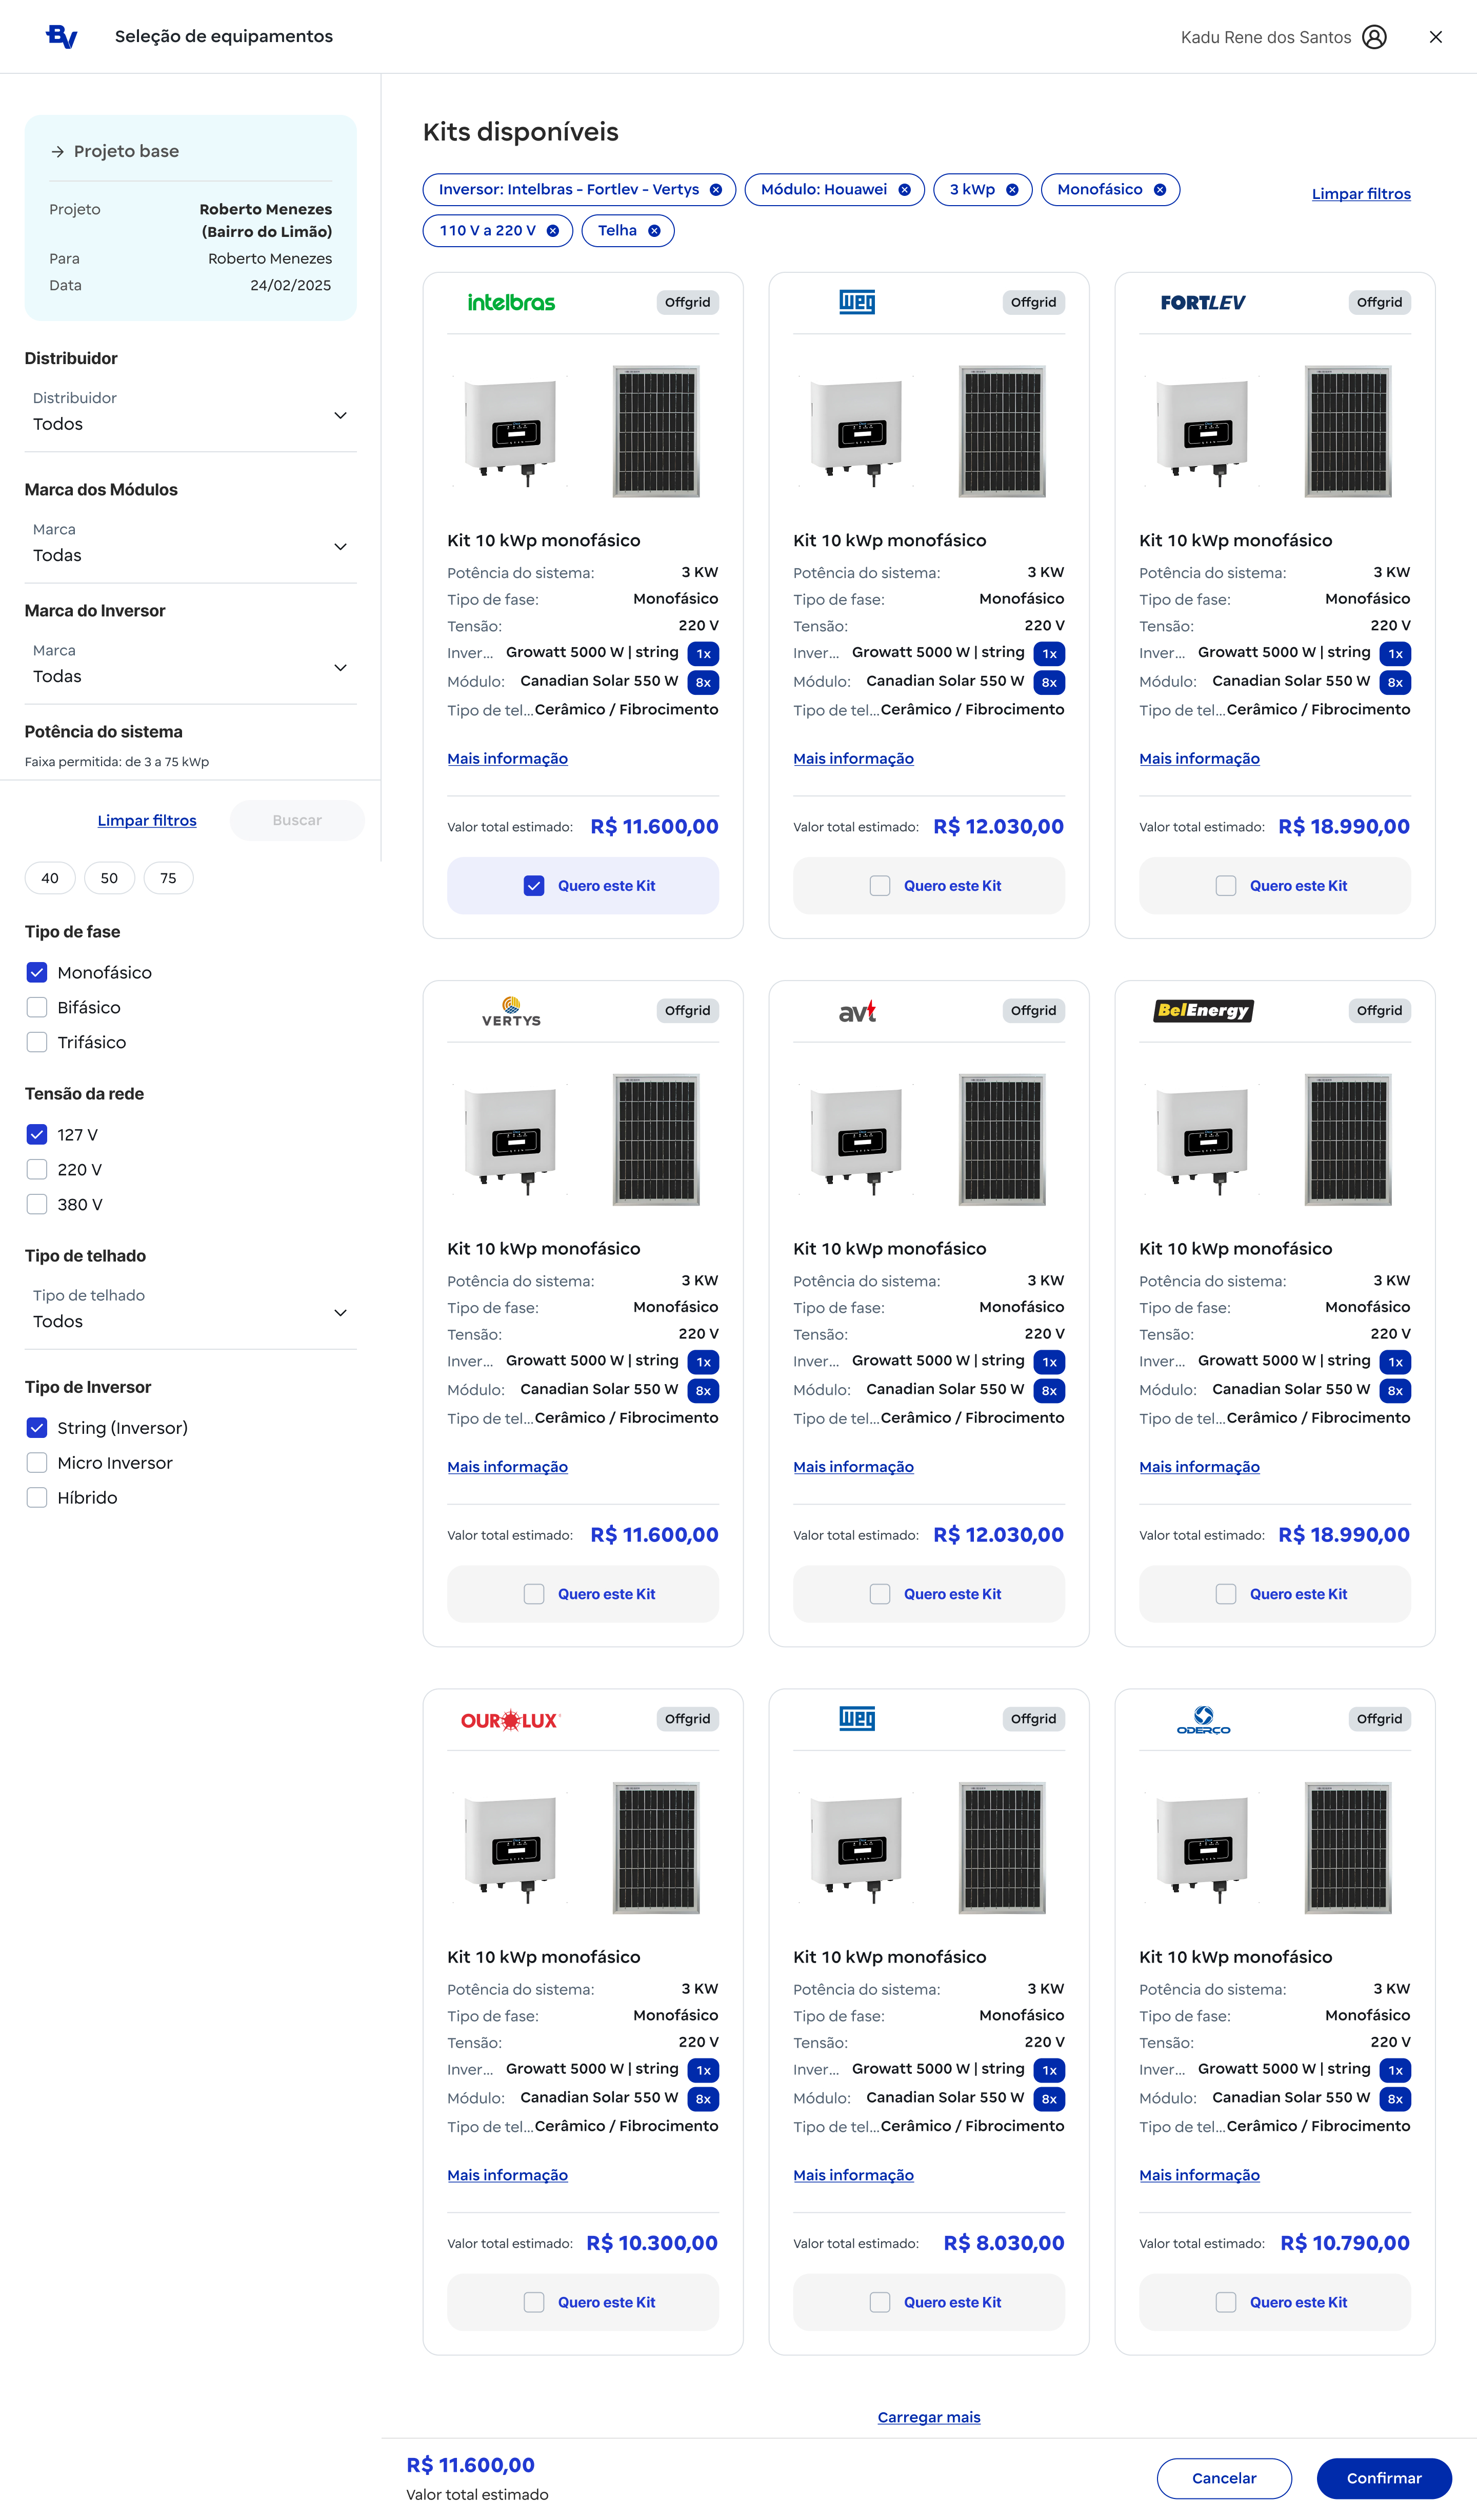 BV
Seleção de equipamentos
Kadu Rene dos Santos
Projeto base
Projeto Roberto Menezes
(Bairro do Limão)
Para Roberto Menezes
Data 24/02/2025
Distribuidor
Distribuidor
Todos
Marca dos Módulos
Marca
Todas
Marca do Inversor
Marca
Todas
Potência do sistema
Faixa permitida: de 3 a 75 kWp
Limpar filtros Buscar
40 50 75
Tipo de fase
Monofásico
Bifásico
Trifásico
Tensão da rede
127 V
220 V
380 V
Tipo de telhado
Tipo de telhado
Todos
Tipo de Inversor
String (Inversor)
Micro Inversor
Híbrido
Kits disponíveis
Inversor: Intelbras - Fortlev - Vertys Módulo: Houawei 3 kWp Monofásico Limpar filtros
110 V a 220 V Telha
intelbras Offgrid
Kit 10 kWp monofásico
Potência do sistema: 3 KW
Tipo de fase: Monofásico
Tensão: 220 V
Inver... Growatt 5000 W | string 1x
Módulo: Canadian Solar 550 W 8x
Tipo de tel... Cerâmico / Fibrocimento
Mais informação
Valor total estimado: R$ 11.600,00
Quero este Kit
WEG Offgrid
Kit 10 kWp monofásico
Potência do sistema: 3 KW
Tipo de fase: Monofásico
Tensão: 220 V
Inver... Growatt 5000 W | string 1x
Módulo: Canadian Solar 550 W 8x
Tipo de tel... Cerâmico / Fibrocimento
Mais informação
Valor total estimado: R$ 12.030,00
Quero este Kit
FORTLEV Offgrid
Kit 10 kWp monofásico
Potência do sistema: 3 KW
Tipo de fase: Monofásico
Tensão: 220 V
Inver... Growatt 5000 W | string 1x
Módulo: Canadian Solar 550 W 8x
Tipo de tel... Cerâmico / Fibrocimento
Mais informação
Valor total estimado: R$ 18.990,00
Quero este Kit
VERTYS Offgrid
Kit 10 kWp monofásico
Potência do sistema: 3 KW
Tipo de fase: Monofásico
Tensão: 220 V
Inver... Growatt 5000 W | string 1x
Módulo: Canadian Solar 550 W 8x
Tipo de tel... Cerâmico / Fibrocimento
Mais informação
Valor total estimado: R$ 11.600,00
Quero este Kit
avt Offgrid
Kit 10 kWp monofásico
Potência do sistema: 3 KW
Tipo de fase: Monofásico
Tensão: 220 V
Inver... Growatt 5000 W | string 1x
Módulo: Canadian Solar 550 W 8x
Tipo de tel... Cerâmico / Fibrocimento
Mais informação
Valor total estimado: R$ 12.030,00
Quero este Kit
BelEnergy Offgrid
Kit 10 kWp monofásico
Potência do sistema: 3 KW
Tipo de fase: Monofásico
Tensão: 220 V
Inver... Growatt 5000 W | string 1x
Módulo: Canadian Solar 550 W 8x
Tipo de tel... Cerâmico / Fibrocimento
Mais informação
Valor total estimado: R$ 18.990,00
Quero este Kit
OUROLUX Offgrid
Kit 10 kWp monofásico
Potência do sistema: 3 KW
Tipo de fase: Monofásico
Tensão: 220 V
Inver... Growatt 5000 W | string 1x
Módulo: Canadian Solar 550 W 8x
Tipo de tel... Cerâmico / Fibrocimento
Mais informação
Valor total estimado: R$ 10.300,00
Quero este Kit
WEG Offgrid
Kit 10 kWp monofásico
Potência do sistema: 3 KW
Tipo de fase: Monofásico
Tensão: 220 V
Inver... Growatt 5000 W | string 1x
Módulo: Canadian Solar 550 W 8x
Tipo de tel... Cerâmico / Fibrocimento
Mais informação
Valor total estimado: R$ 8.030,00
Quero este Kit
ODERÇO Offgrid
Kit 10 kWp monofásico
Potência do sistema: 3 KW
Tipo de fase: Monofásico
Tensão: 220 V
Inver... Growatt 5000 W | string 1x
Módulo: Canadian Solar 550 W 8x
Tipo de tel... Cerâmico / Fibrocimento
Mais informação
Valor total estimado: R$ 10.790,00
Quero este Kit
Carregar mais
R$ 11.600,00
Valor total estimado
Cancelar Confirmar